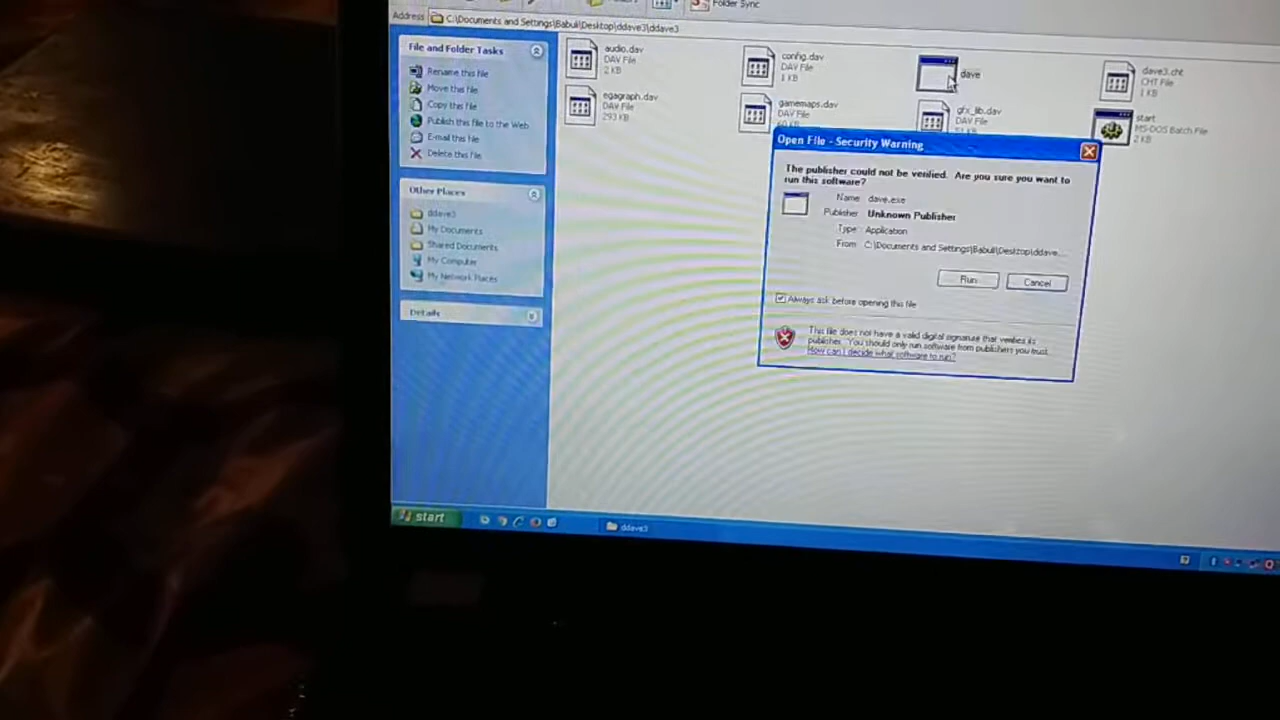 Folder Sync
Address C:\Documents and Settings\Babuli\Desktop\ddave3\ddave3
File and Folder Tasks
Rename this file
Move this file
Copy this file
Publish this file to the Web
E-mail this file
Delete this file
Other Places
ddave3
My Documents
Shared Documents
My Computer
My Network Places
Details
audio.dav
DAV File
2 KB
config.dav
DAV File
1 KB
dave
dave3.cht
CHT File
1 KB
egagraph.dav
DAV File
293 KB
gamemaps.dav
DAV File
gfx_lib.dav
DAV File
start
MS-DOS Batch File
2 KB
Open File - Security Warning
The publisher could not be verified. Are you sure you want to
run this software?
Name dave.exe
Publisher Unknown Publisher
Type Application
From C:\Documents and Settings\Babuli\Desktop\ddave...
Run
Cancel
Always ask before opening this file
This file does not have a valid digital signature that verifies its
publisher. You should only run software from publishers you trust.
How can I decide what software to run?
start
ddave3